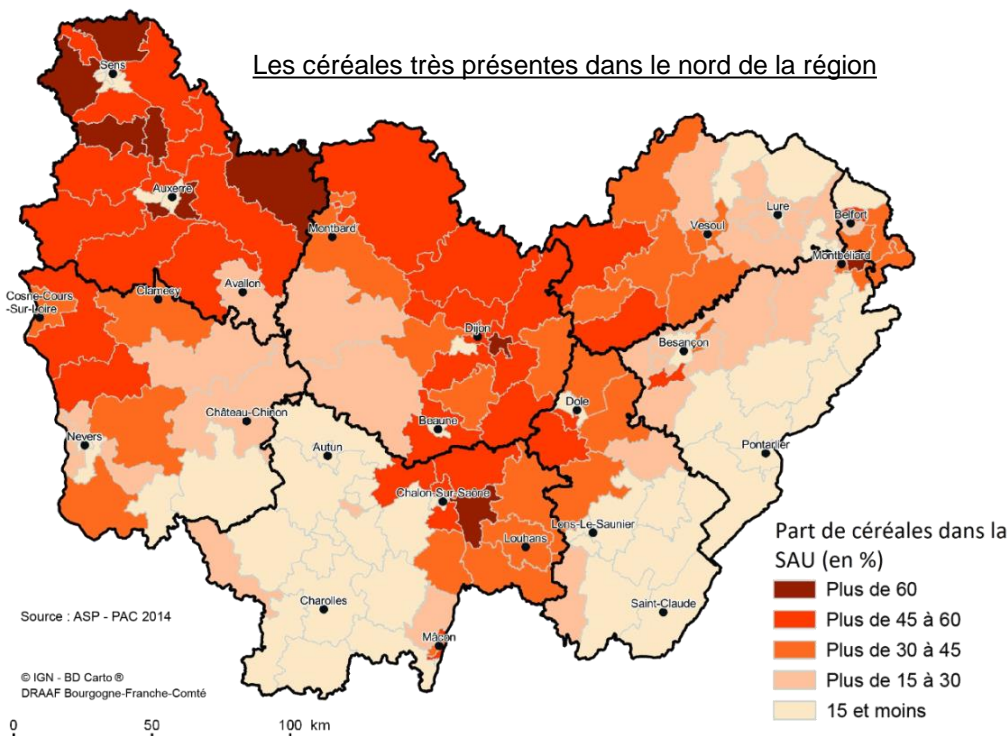 Les céréales très présentes dans le nord de la région
Sens
Auxerre
Montbard
Vesoul
Lure
Belfort
Montbéliard
Cosne-Cours
-Sur-Loire
Clamecy
Avallon
Dijon
Besançon
Nevers
Château-Chinon
Beaune
Dole
Autun
Pontarlier
Chalon-Sur-Saône
Louhans
Lons-Le-Saunier
Charolles
Saint-Claude
Mâcon
Part de céréales dans la
SAU (en %)
Plus de 60
Plus de 45 à 60
Plus de 30 à 45
Plus de 15 à 30
15 et moins
Source : ASP - PAC 2014
© IGN - BD Carto ®
DRAAF Bourgogne-Franche-Comté
0 50 100 km